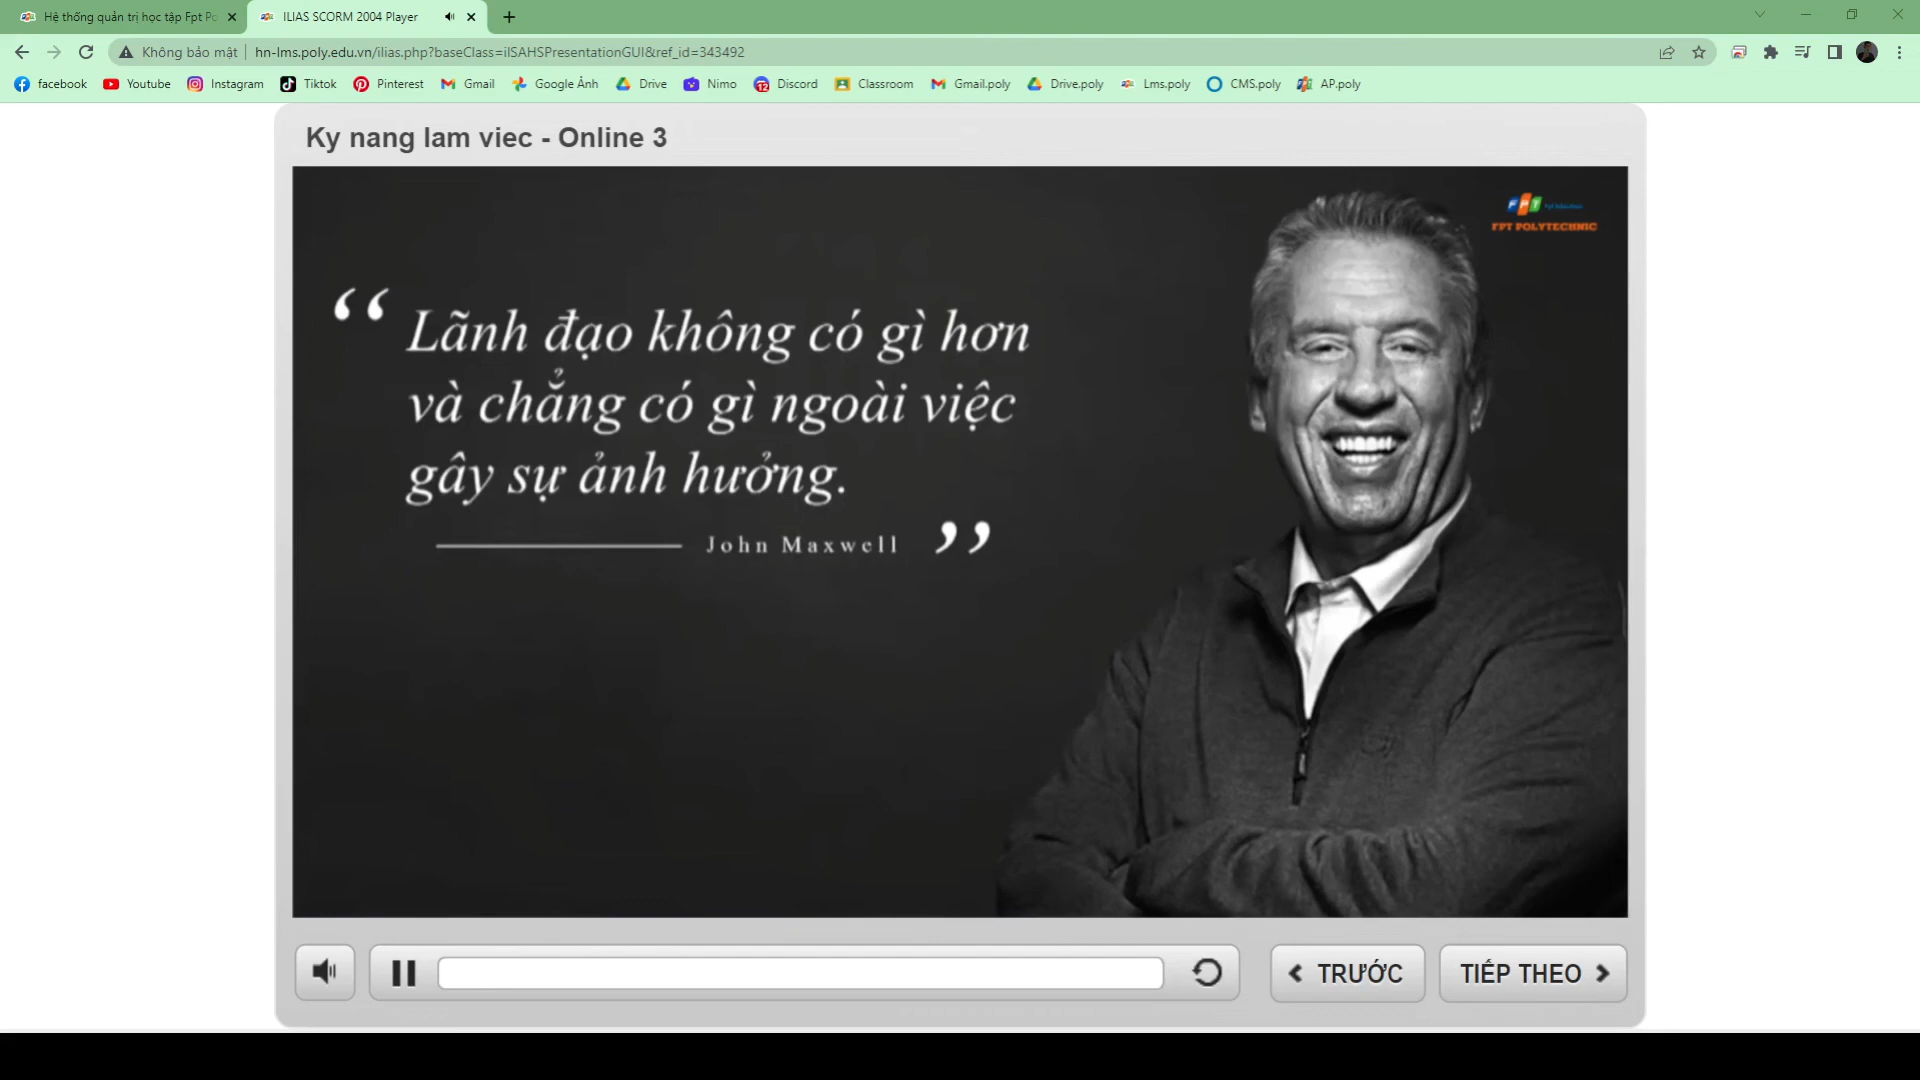 Hệ thống quản trị học tập Fpt Po
ILIAS SCORM 2004 Player
Không bảo mật
hn-lms.poly.edu.vn/ilias.php?baseClass=ilSAHSPresentationGUI&ref_id=343492
facebook
Youtube
Instagram
Tiktok
Pinterest
Gmail
Google Ảnh
Drive
Nimo
12
Discord
Classroom
Gmail.poly
Drive.poly
Lms.poly
CMS.poly
AP.poly
Ky nang lam viec - Online 3
FPT Fpt Education
FPT POLYTECHNIC
“ Lãnh đạo không có gì hơn
và chẳng có gì ngoài việc
gây sự ảnh hưởng.
John Maxwell ”
TRƯỚC
TIẾP THEO